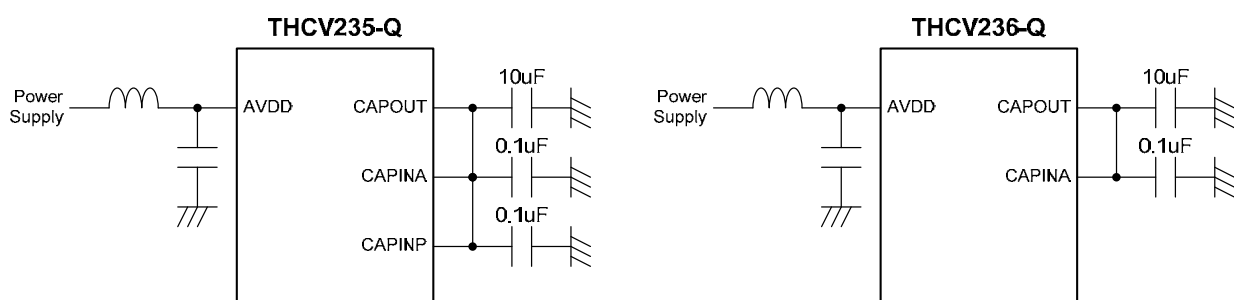 THCV235-Q
Power
Supply
AVDD
CAPOUT
10uF
CAPINA
0.1uF
CAPINP
0.1uF
THCV236-Q
Power
Supply
AVDD
CAPOUT
10uF
CAPINA
0.1uF